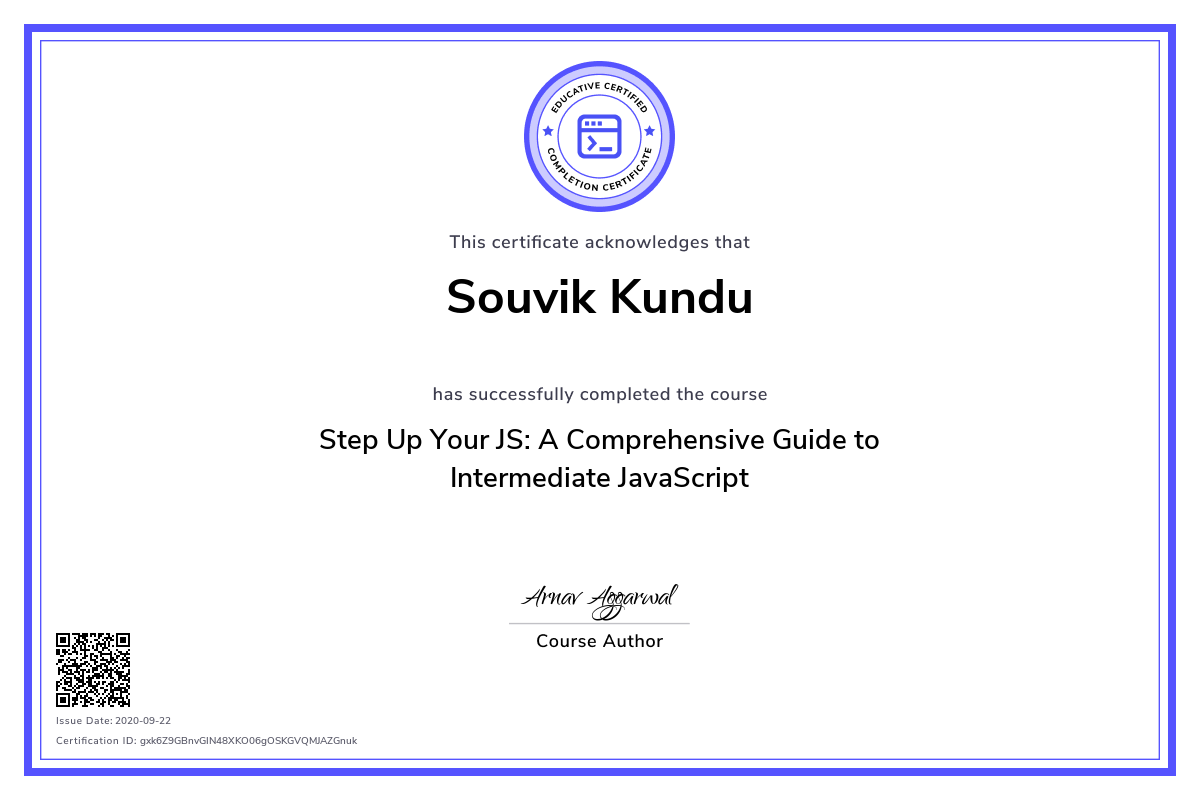 EDUCATIVE CERTIFIED
COMPLETION CERTIFICATE
This certificate acknowledges that
Souvik Kundu
has successfully completed the course
Step Up Your JS: A Comprehensive Guide to
Intermediate JavaScript
Arnav Aggarwal
Course Author
Issue Date: 2020-09-22
Certification ID: gxk6Z9GBnvGIN48XKO06gOSKGVQMJAZGnuk